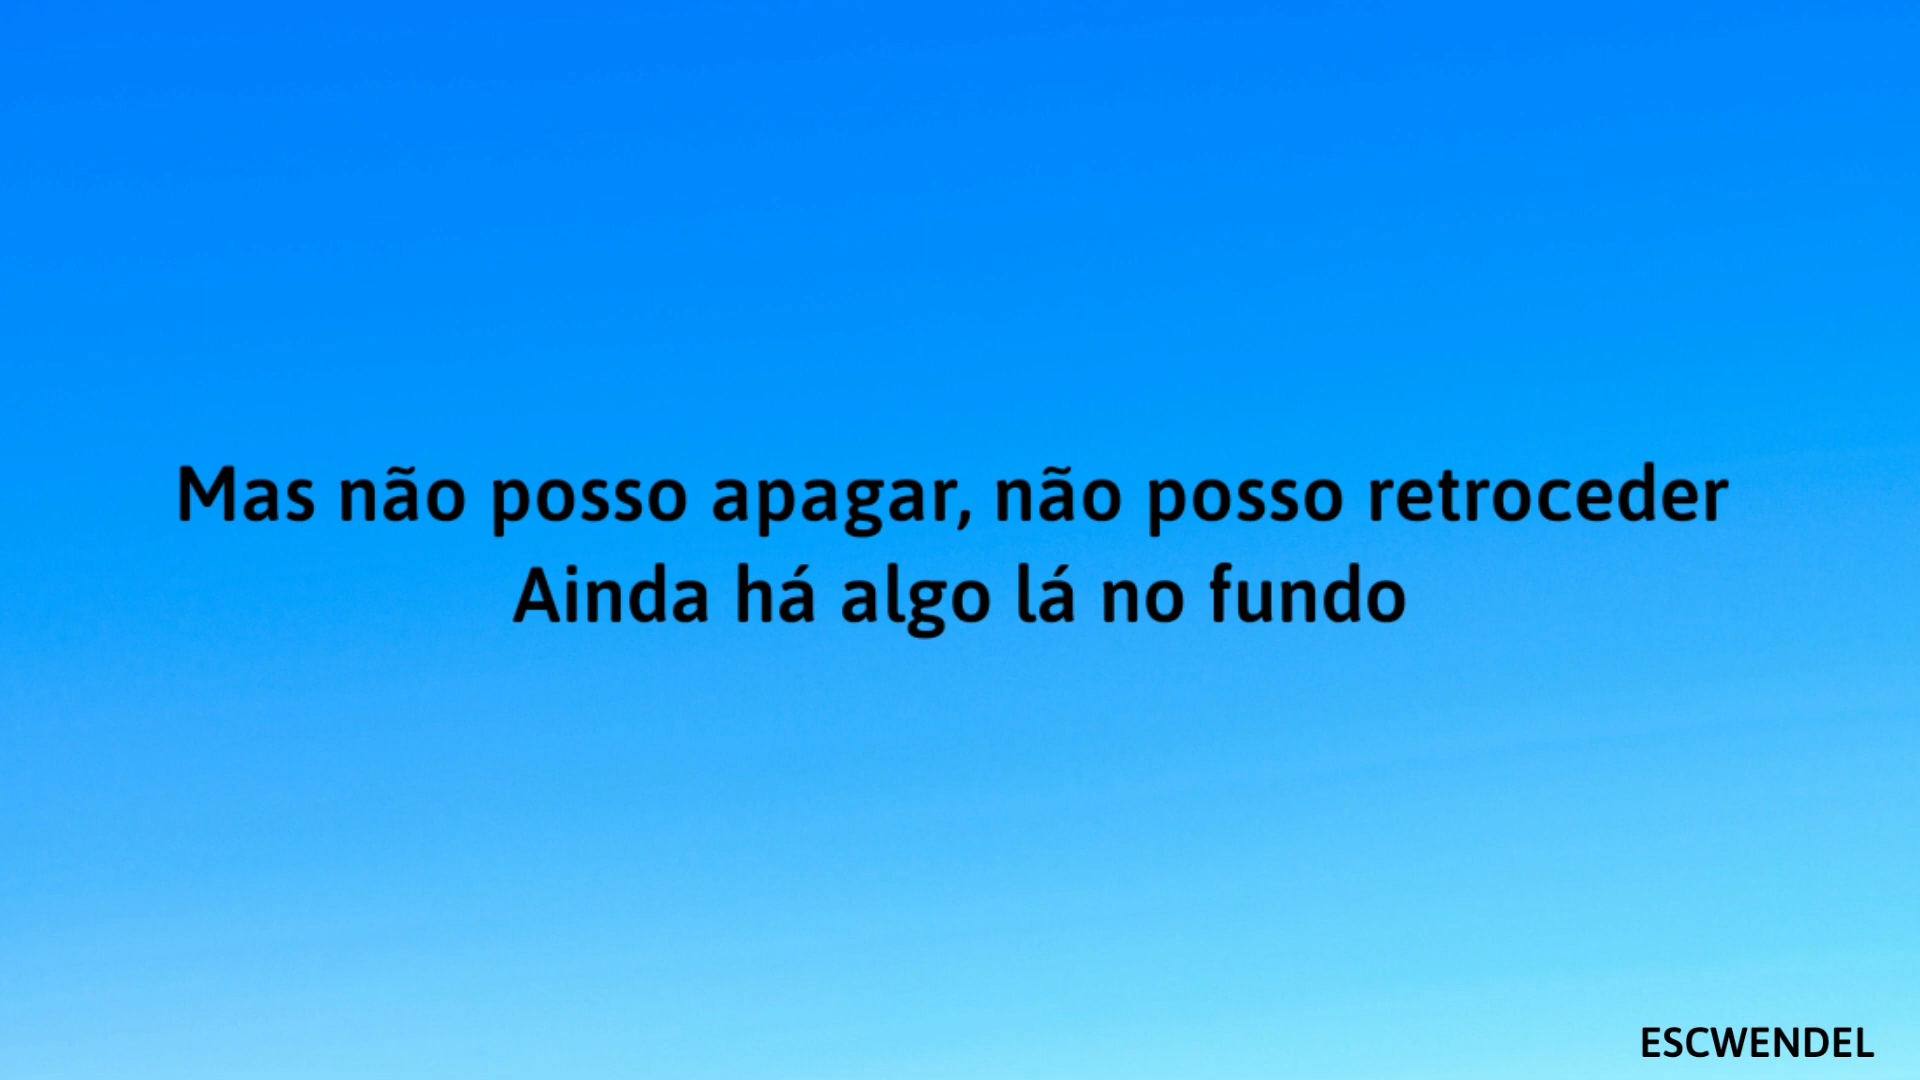 Mas não posso apagar, não posso retroceder
Ainda há algo lá no fundo
ESCWENDEL